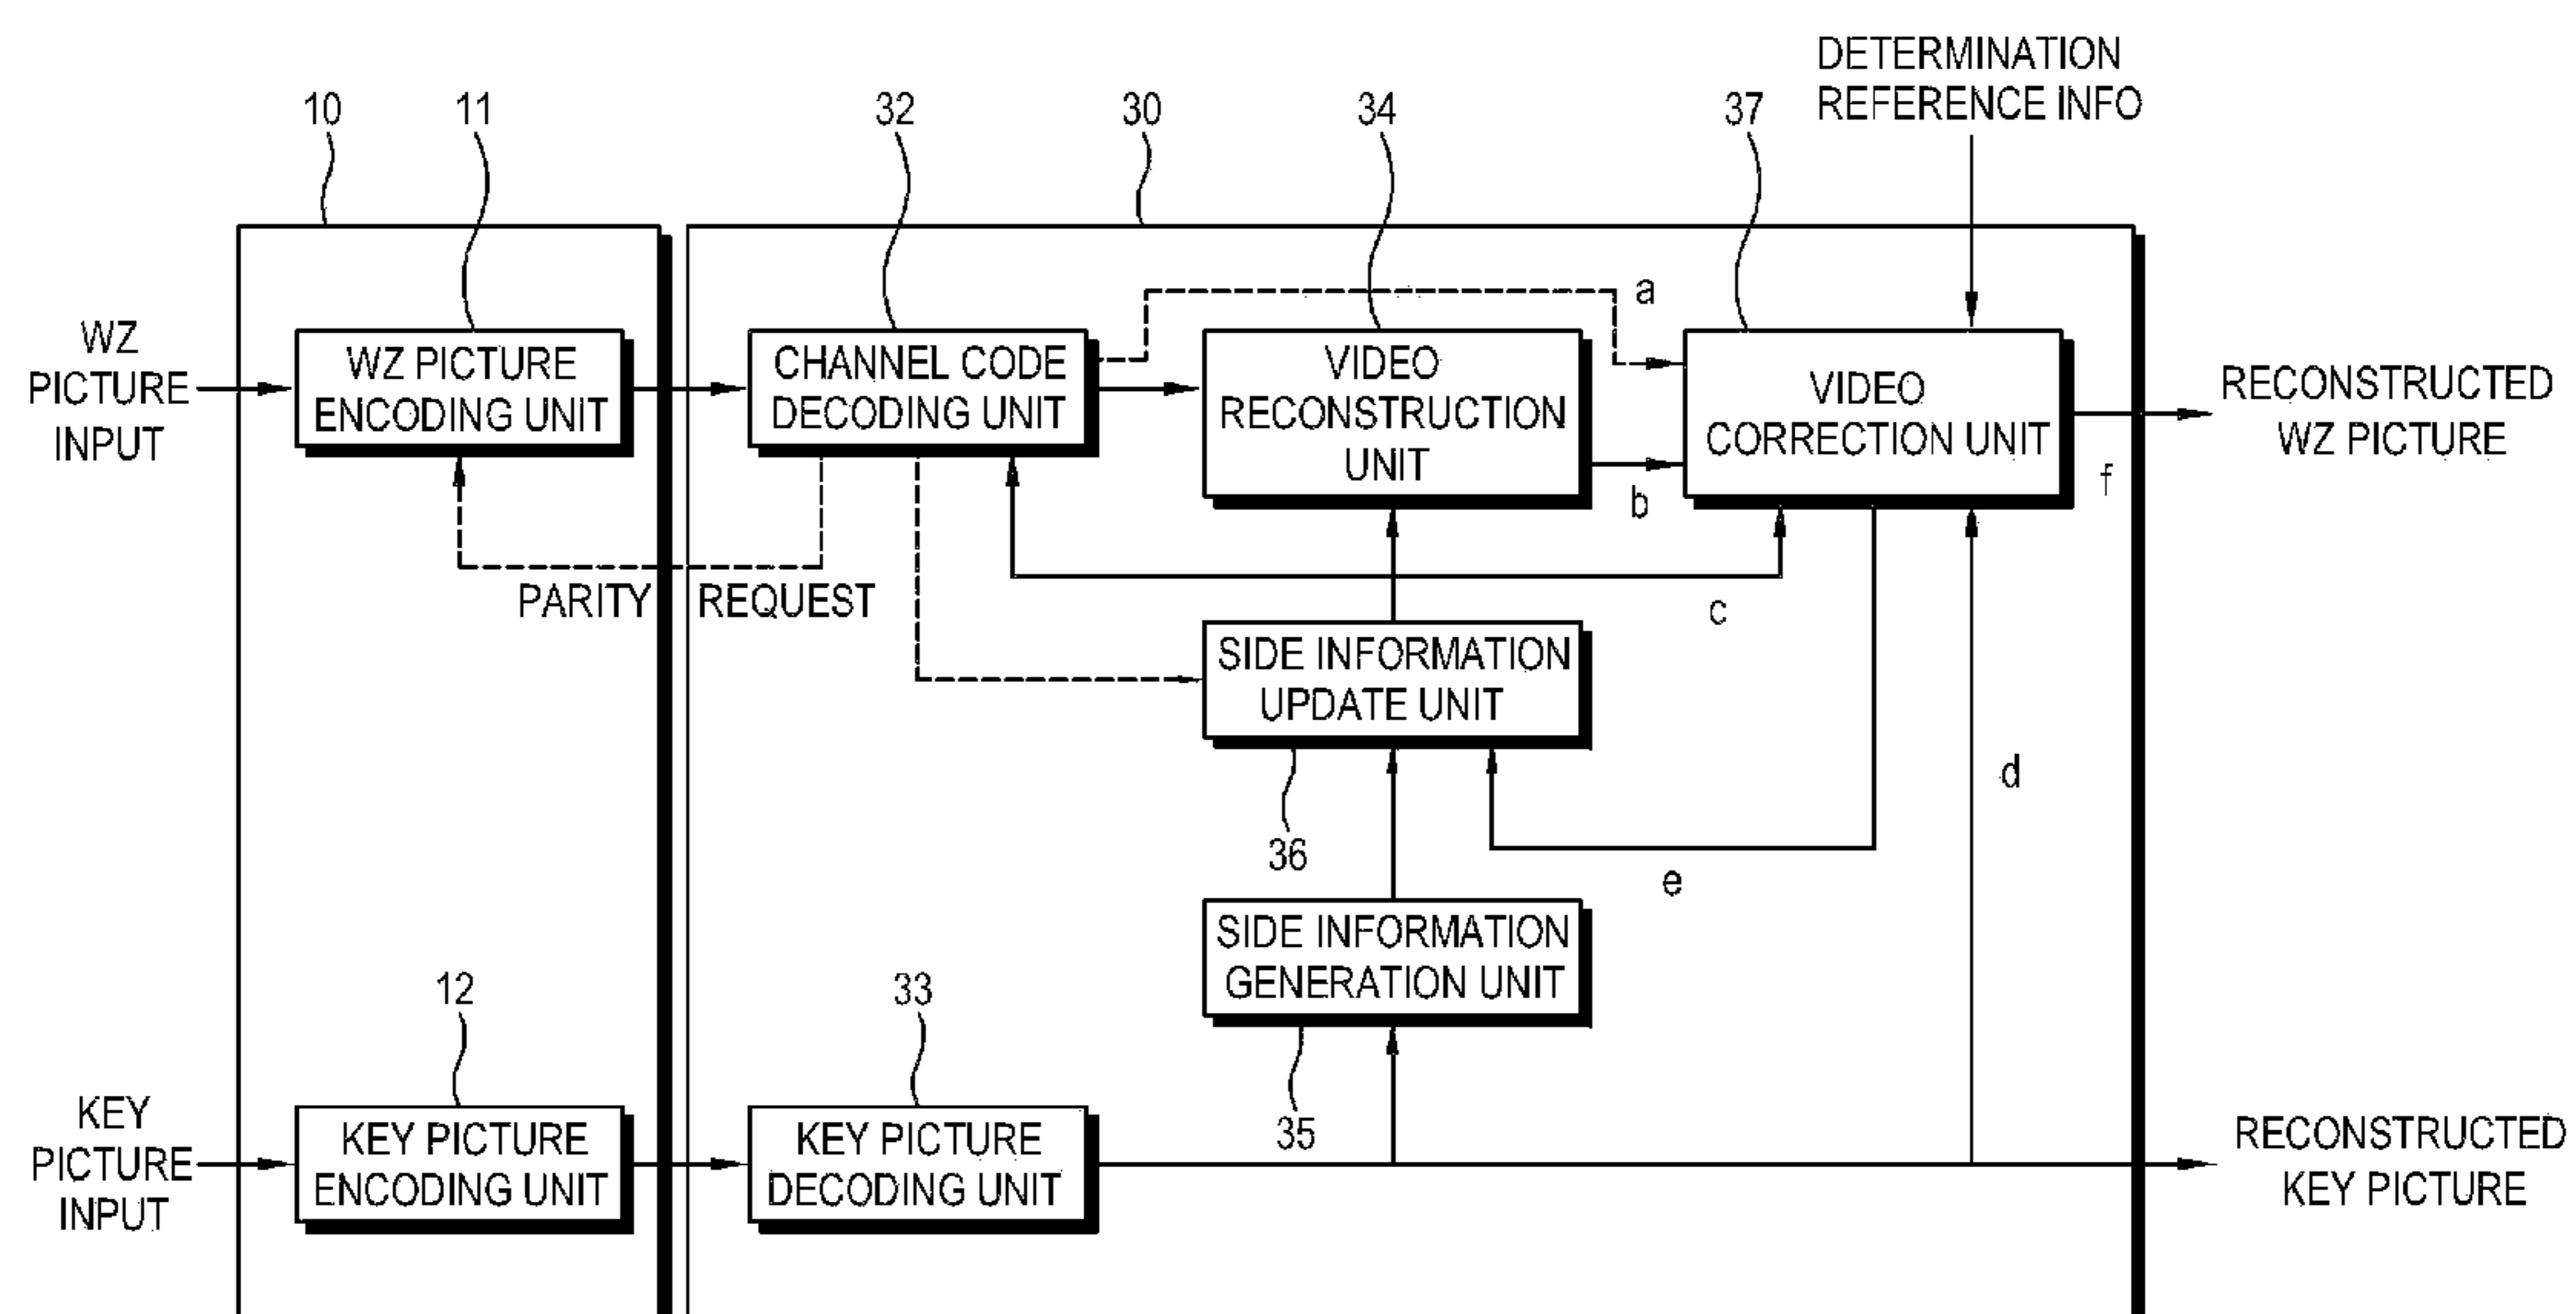 DETERMINATION
REFERENCE INFO
10
11
32
30
34
37
WZ
PICTURE
INPUT
WZ PICTURE
ENCODING UNIT
CHANNEL CODE
DECODING UNIT
VIDEO
RECONSTRUCTION
UNIT
a
b
VIDEO
CORRECTION UNIT
f
RECONSTRUCTED
WZ PICTURE
PARITY REQUEST
c
SIDE INFORMATION
UPDATE UNIT
36
d
e
SIDE INFORMATION
GENERATION UNIT
35
12
33
KEY
PICTURE
INPUT
KEY PICTURE
ENCODING UNIT
KEY PICTURE
DECODING UNIT
RECONSTRUCTED
KEY PICTURE